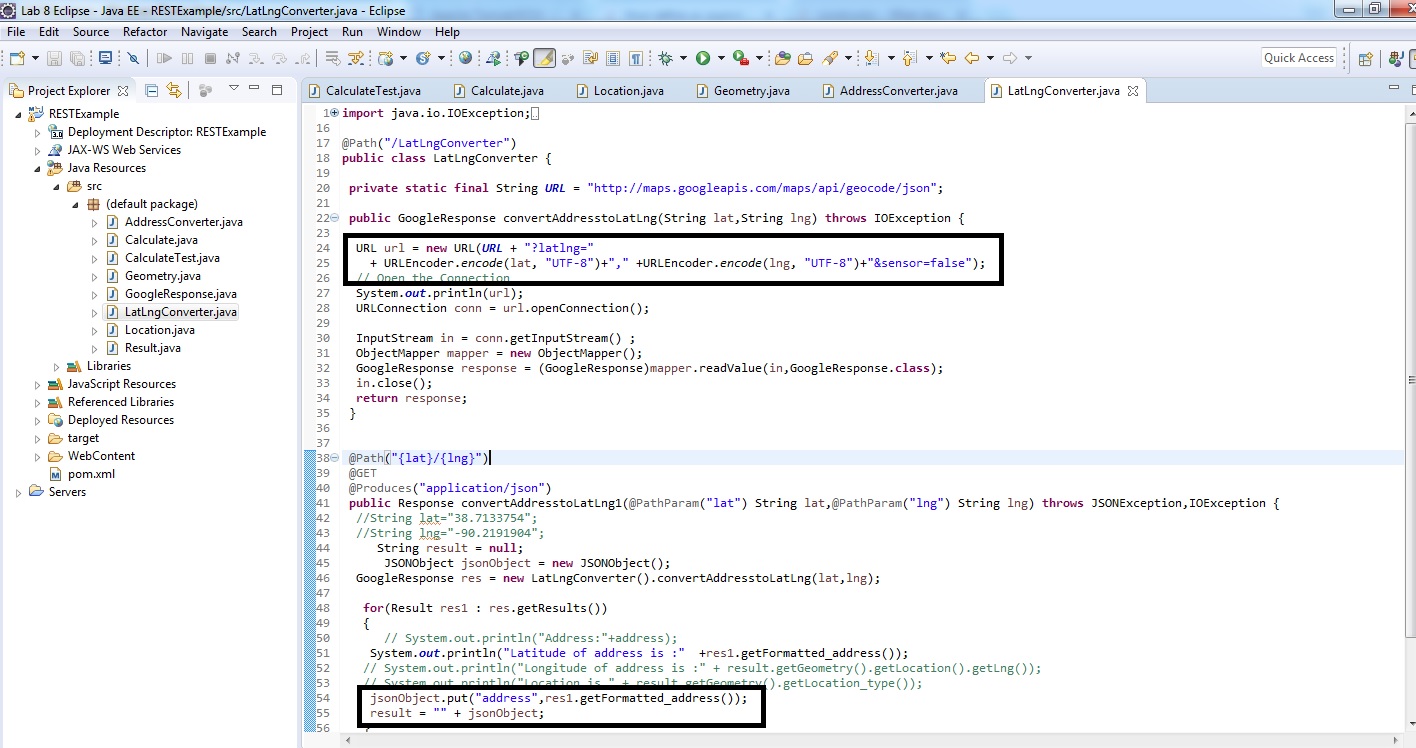 Lab 8 Eclipse - Java EE - RESTExample/src/LatLngConverter.java - Eclipse
File Edit Source Refactor Navigate Search Project Run Window Help
Quick Access
Project Explorer
RESTExample
Deployment Descriptor: RESTExample
JAX-WS Web Services
Java Resources
src
(default package)
AddressConverter.java
Calculate.java
CalculateTest.java
Geometry.java
GoogleResponse.java
LatLngConverter.java
Location.java
Result.java
Libraries
JavaScript Resources
Referenced Libraries
Deployed Resources
target
WebContent
pom.xml
Servers
CalculateTest.java Calculate.java Location.java Geometry.java AddressConverter.java LatLngConverter.java
1 import java.io.IOException;
16
17 @Path("/LatLngConverter")
18 public class LatLngConverter {
19
20 private static final String URL = "http://maps.googleapis.com/maps/api/geocode/json";
21
22 public GoogleResponse convertAddresstoLatLng(String lat,String lng) throws IOException {
23
24 URL url = new URL(URL + "?latlng="
25 + URLEncoder.encode(lat, "UTF-8")+"," +URLEncoder.encode(lng, "UTF-8")+"&sensor=false");
26 // Open the Connection
27 System.out.println(url);
28 URLConnection conn = url.openConnection();
29
30 InputStream in = conn.getInputStream() ;
31 ObjectMapper mapper = new ObjectMapper();
32 GoogleResponse response = (GoogleResponse)mapper.readValue(in,GoogleResponse.class);
33 in.close();
34 return response;
35 }
36
37
38 @Path("{lat}/{lng}")
39 @GET
40 @Produces("application/json")
41 public Response convertAddresstoLatLng1(@PathParam("lat") String lat,@PathParam("lng") String lng) throws JSONException,IOException {
42 //String lat="38.7133754";
43 //String lng="-90.2191904";
44 String result = null;
45 JSONObject jsonObject = new JSONObject();
46 GoogleResponse res = new LatLngConverter().convertAddresstoLatLng(lat,lng);
47
48 for(Result res1 : res.getResults())
49 {
50 // System.out.println("Address:"+address);
51 System.out.println("Latitude of address is :" +res1.getFormatted_address());
52 // System.out.println("Longitude of address is :" + result.getGeometry().getLocation().getLng());
53 // System.out.println("Location is " + result.getGeometry().getLocation_type());
54 jsonObject.put("address",res1.getFormatted_address());
55 result = "" + jsonObject;
56 }